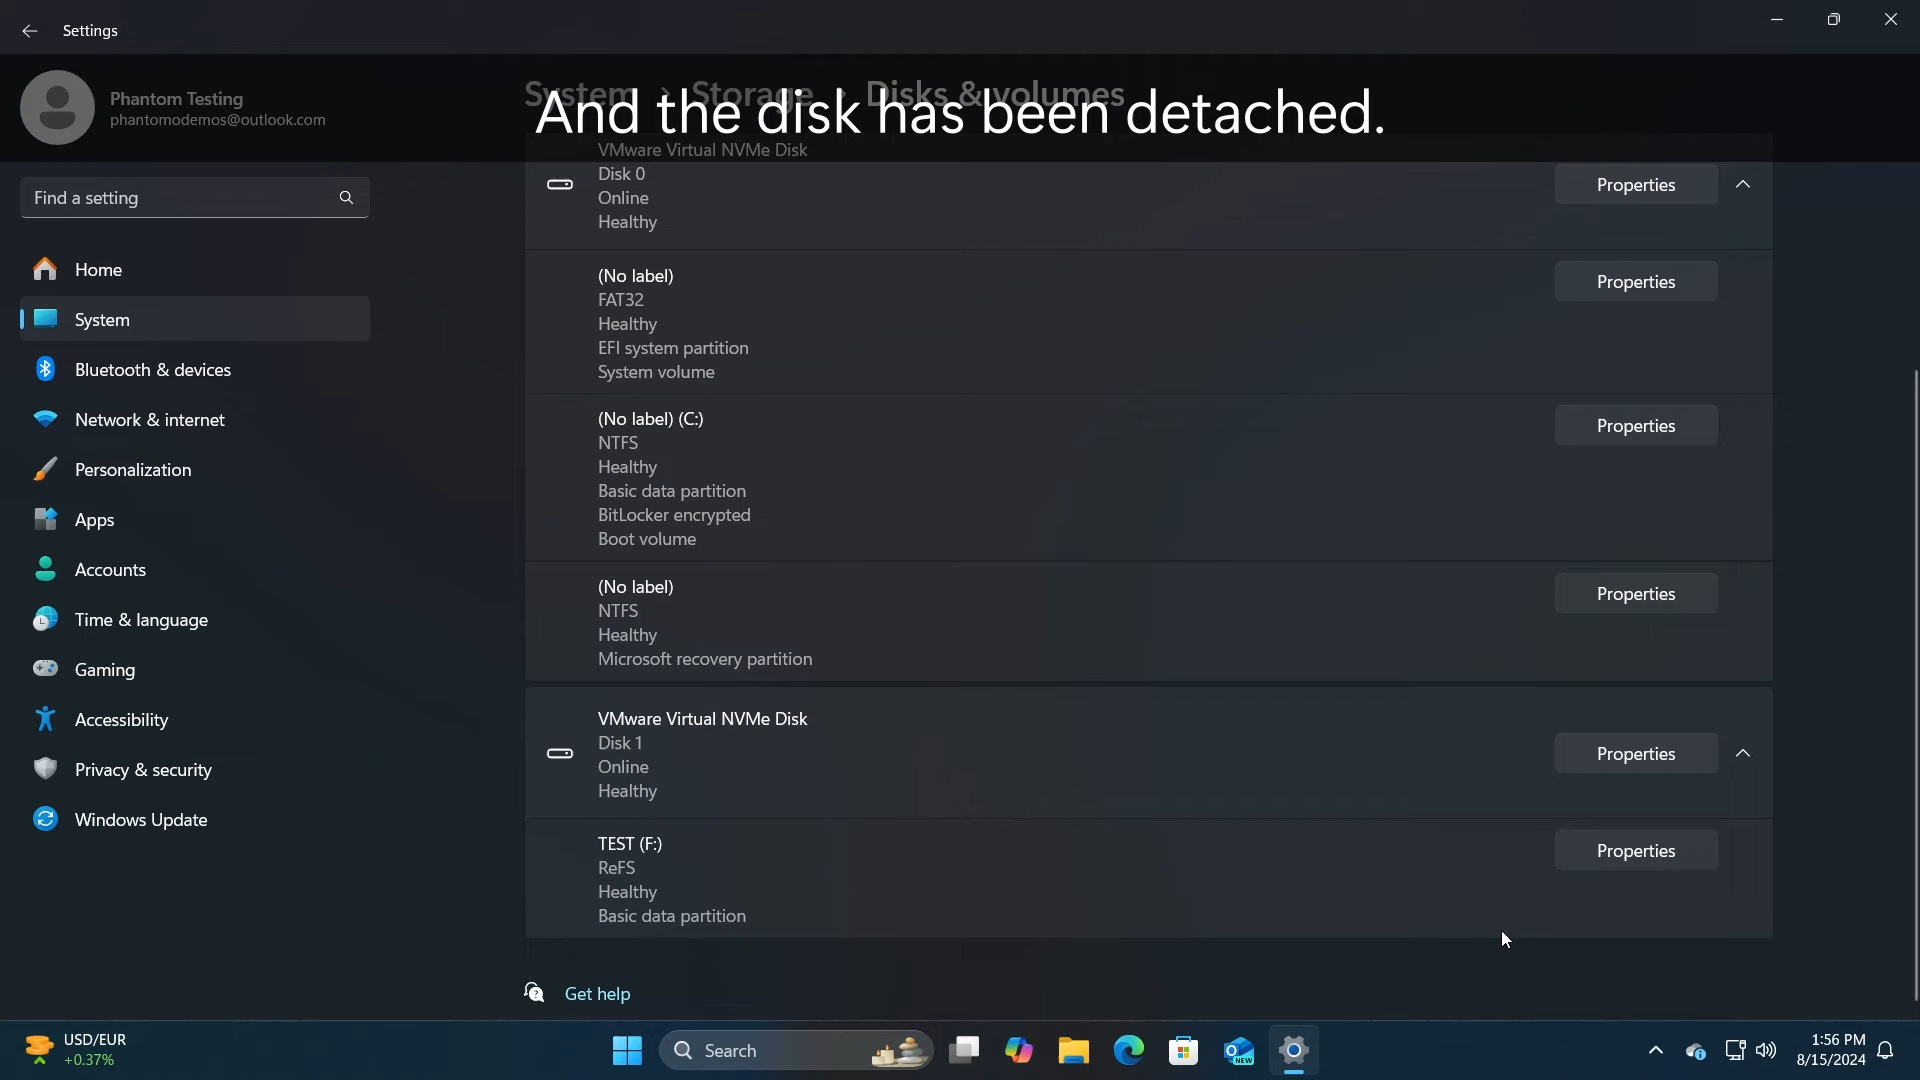 Settings
Phantom Testing
phantomodemos@outlook.com
System > Storage > Disks & volumes
And the disk has been detached.
Find a setting
Home
System
Bluetooth & devices
Network & internet
Personalization
Apps
Accounts
Time & language
Gaming
Accessibility
Privacy & security
Windows Update
VMware Virtual NVMe Disk
Disk 0
Online
Healthy
Properties
(No label)
FAT32
Healthy
EFI system partition
System volume
Properties
(No label) (C:)
NTFS
Healthy
Basic data partition
BitLocker encrypted
Boot volume
Properties
(No label)
NTFS
Healthy
Microsoft recovery partition
Properties
VMware Virtual NVMe Disk
Disk 1
Online
Healthy
Properties
TEST (F:)
ReFS
Healthy
Basic data partition
Properties
Get help
USD/EUR
+0.37%
Search
NEW
1:56 PM
8/15/2024